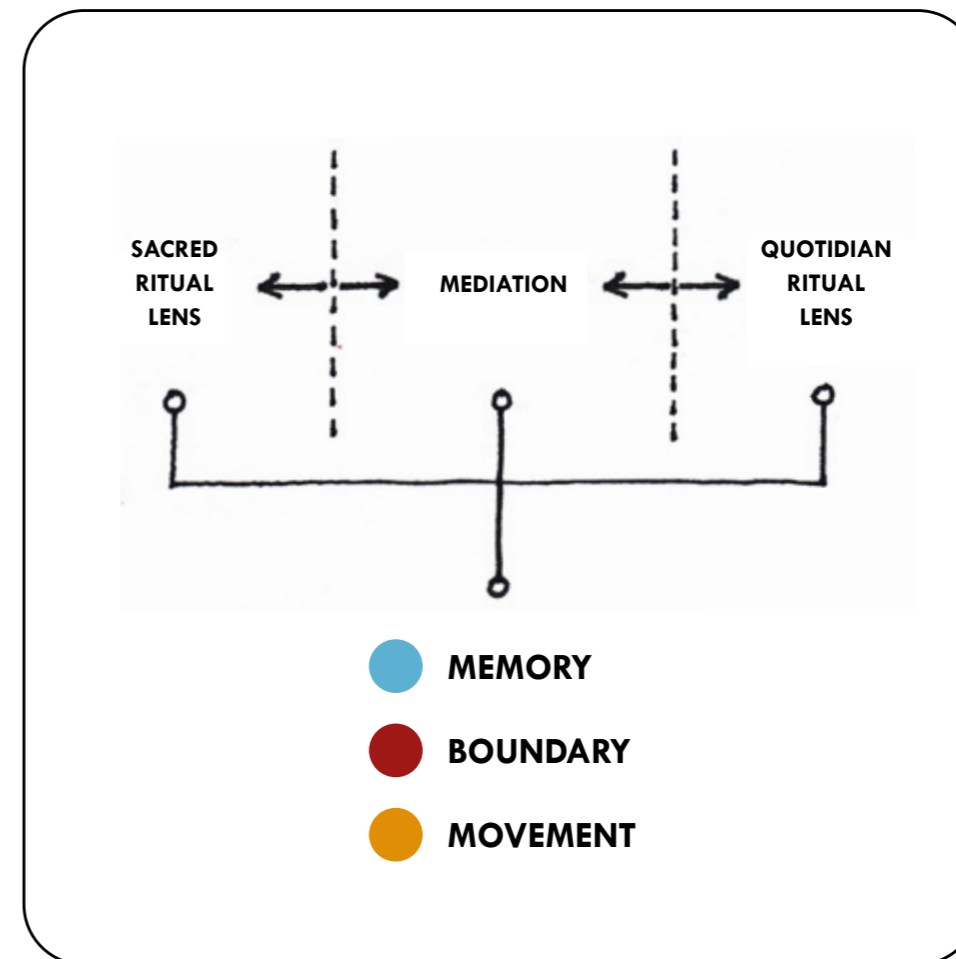 SACRED
RITUAL
LENS
MEDIATION
QUOTIDIAN
RITUAL
LENS
MEMORY
BOUNDARY
MOVEMENT